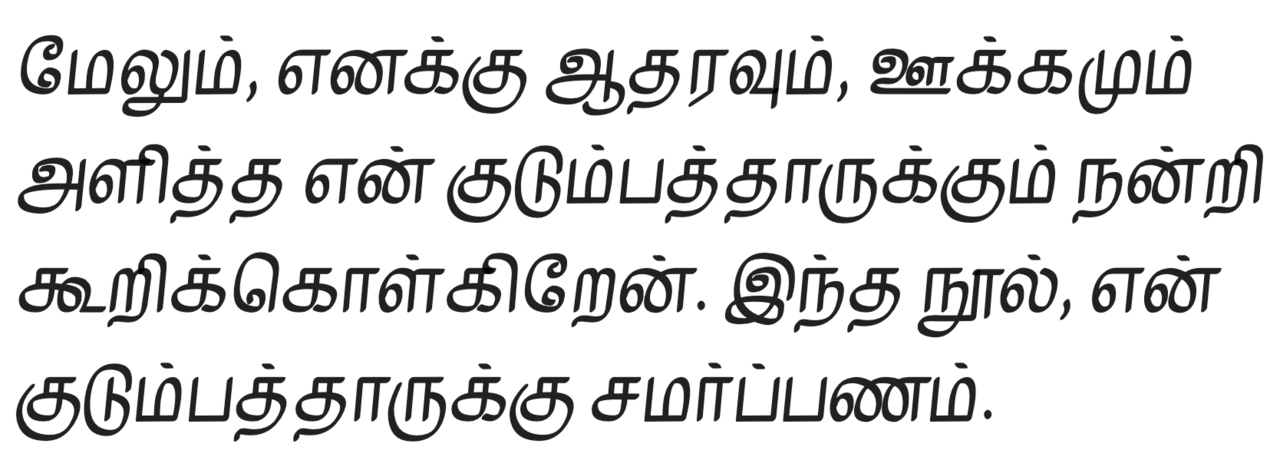 மேலும், எனக்கு ஆதரவும், ஊக்கமும்
அளித்த என் குடும்பத்தாருக்கும் நன்றி
கூறிக்கொள்கிறேன். இந்த நூல், என்
குடும்பத்தாருக்கு சமர்ப்பணம்.